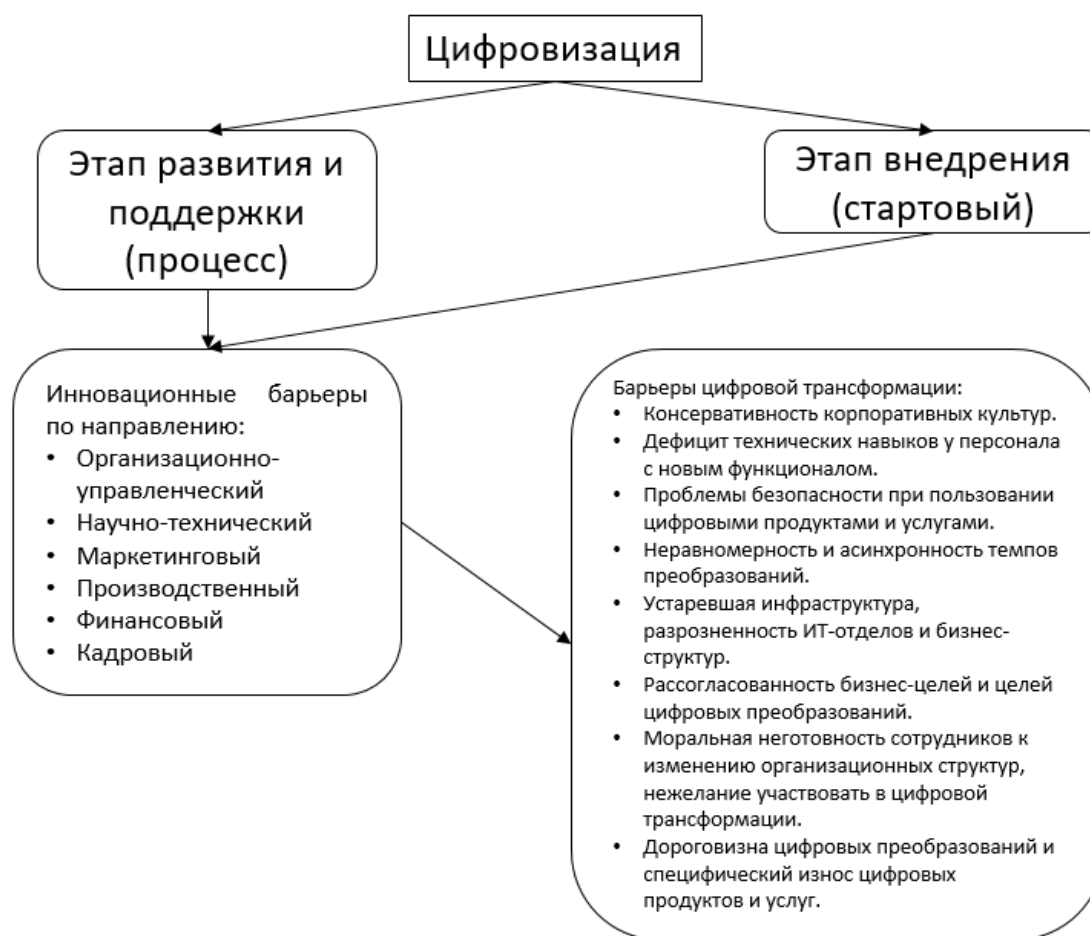 Цифровизация
Этап развития и
поддержки
(процесс)
Этап внедрения
(стартовый)
Инновационные барьеры
по направлению:
• Организационно-
управленческий
• Научно-технический
• Маркетинговый
• Производственный
• Финансовый
• Кадровый
Барьеры цифровой трансформации:
• Консервативность корпоративных культур.
• Дефицит технических навыков у персонала
с новым функционалом.
• Проблемы безопасности при пользовании
цифровыми продуктами и услугами.
• Неравномерность и асинхронность темпов
преобразований.
• Устаревшая инфраструктура,
разрозненность ИТ-отделов и бизнес-
структур.
• Рассогласованность бизнес-целей и целей
цифровых преобразований.
• Моральная неготовность сотрудников к
изменению организационных структур,
нежелание участвовать в цифровой
трансформации.
• Дороговизна цифровых преобразований и
специфический износ цифровых
продуктов и услуг.